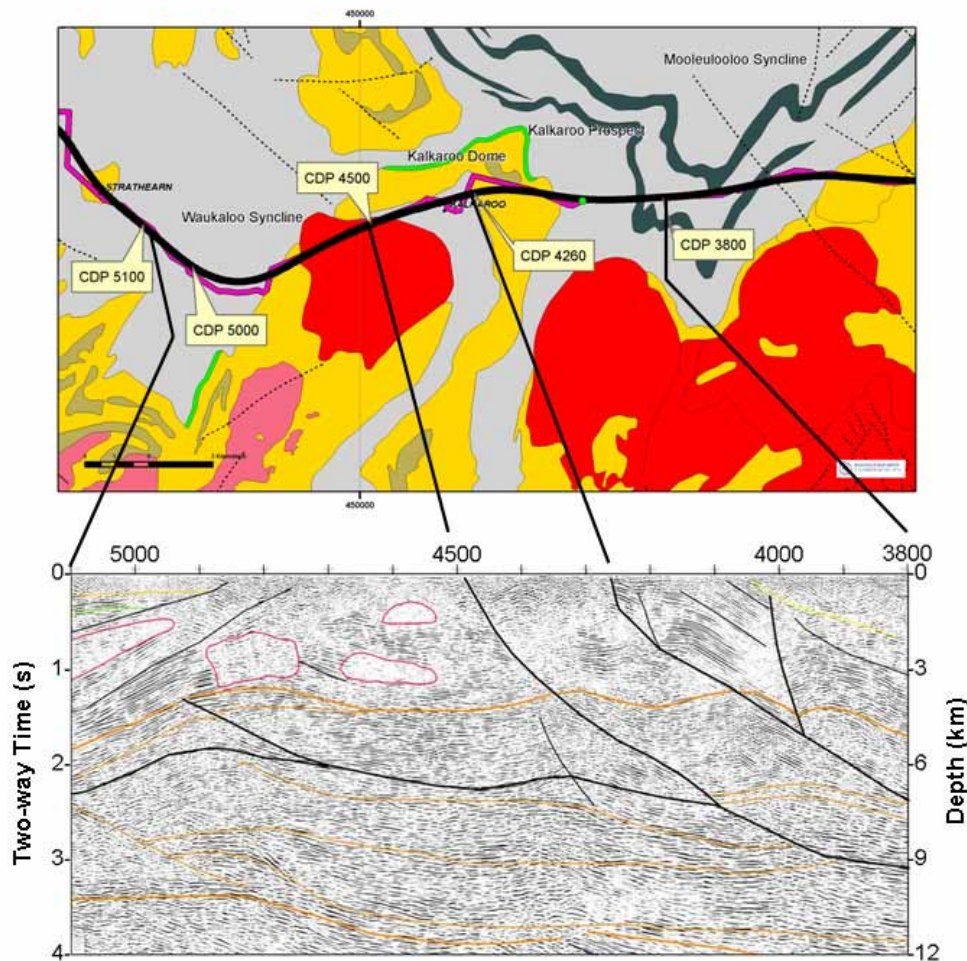 450000
Mooleulooloo Syncline
Kalkaroo Prospect
Kalkaroo Dome
CDP 4500
STRATHEARN
Waukaloo Syncline
KALKAROO
CDP 5100
CDP 4260
CDP 3800
CDP 5000
450000
5000
4500
4000
3800
0
0
1
3
2
6
3
9
4
12
Two-way Time (s)
Depth (km)